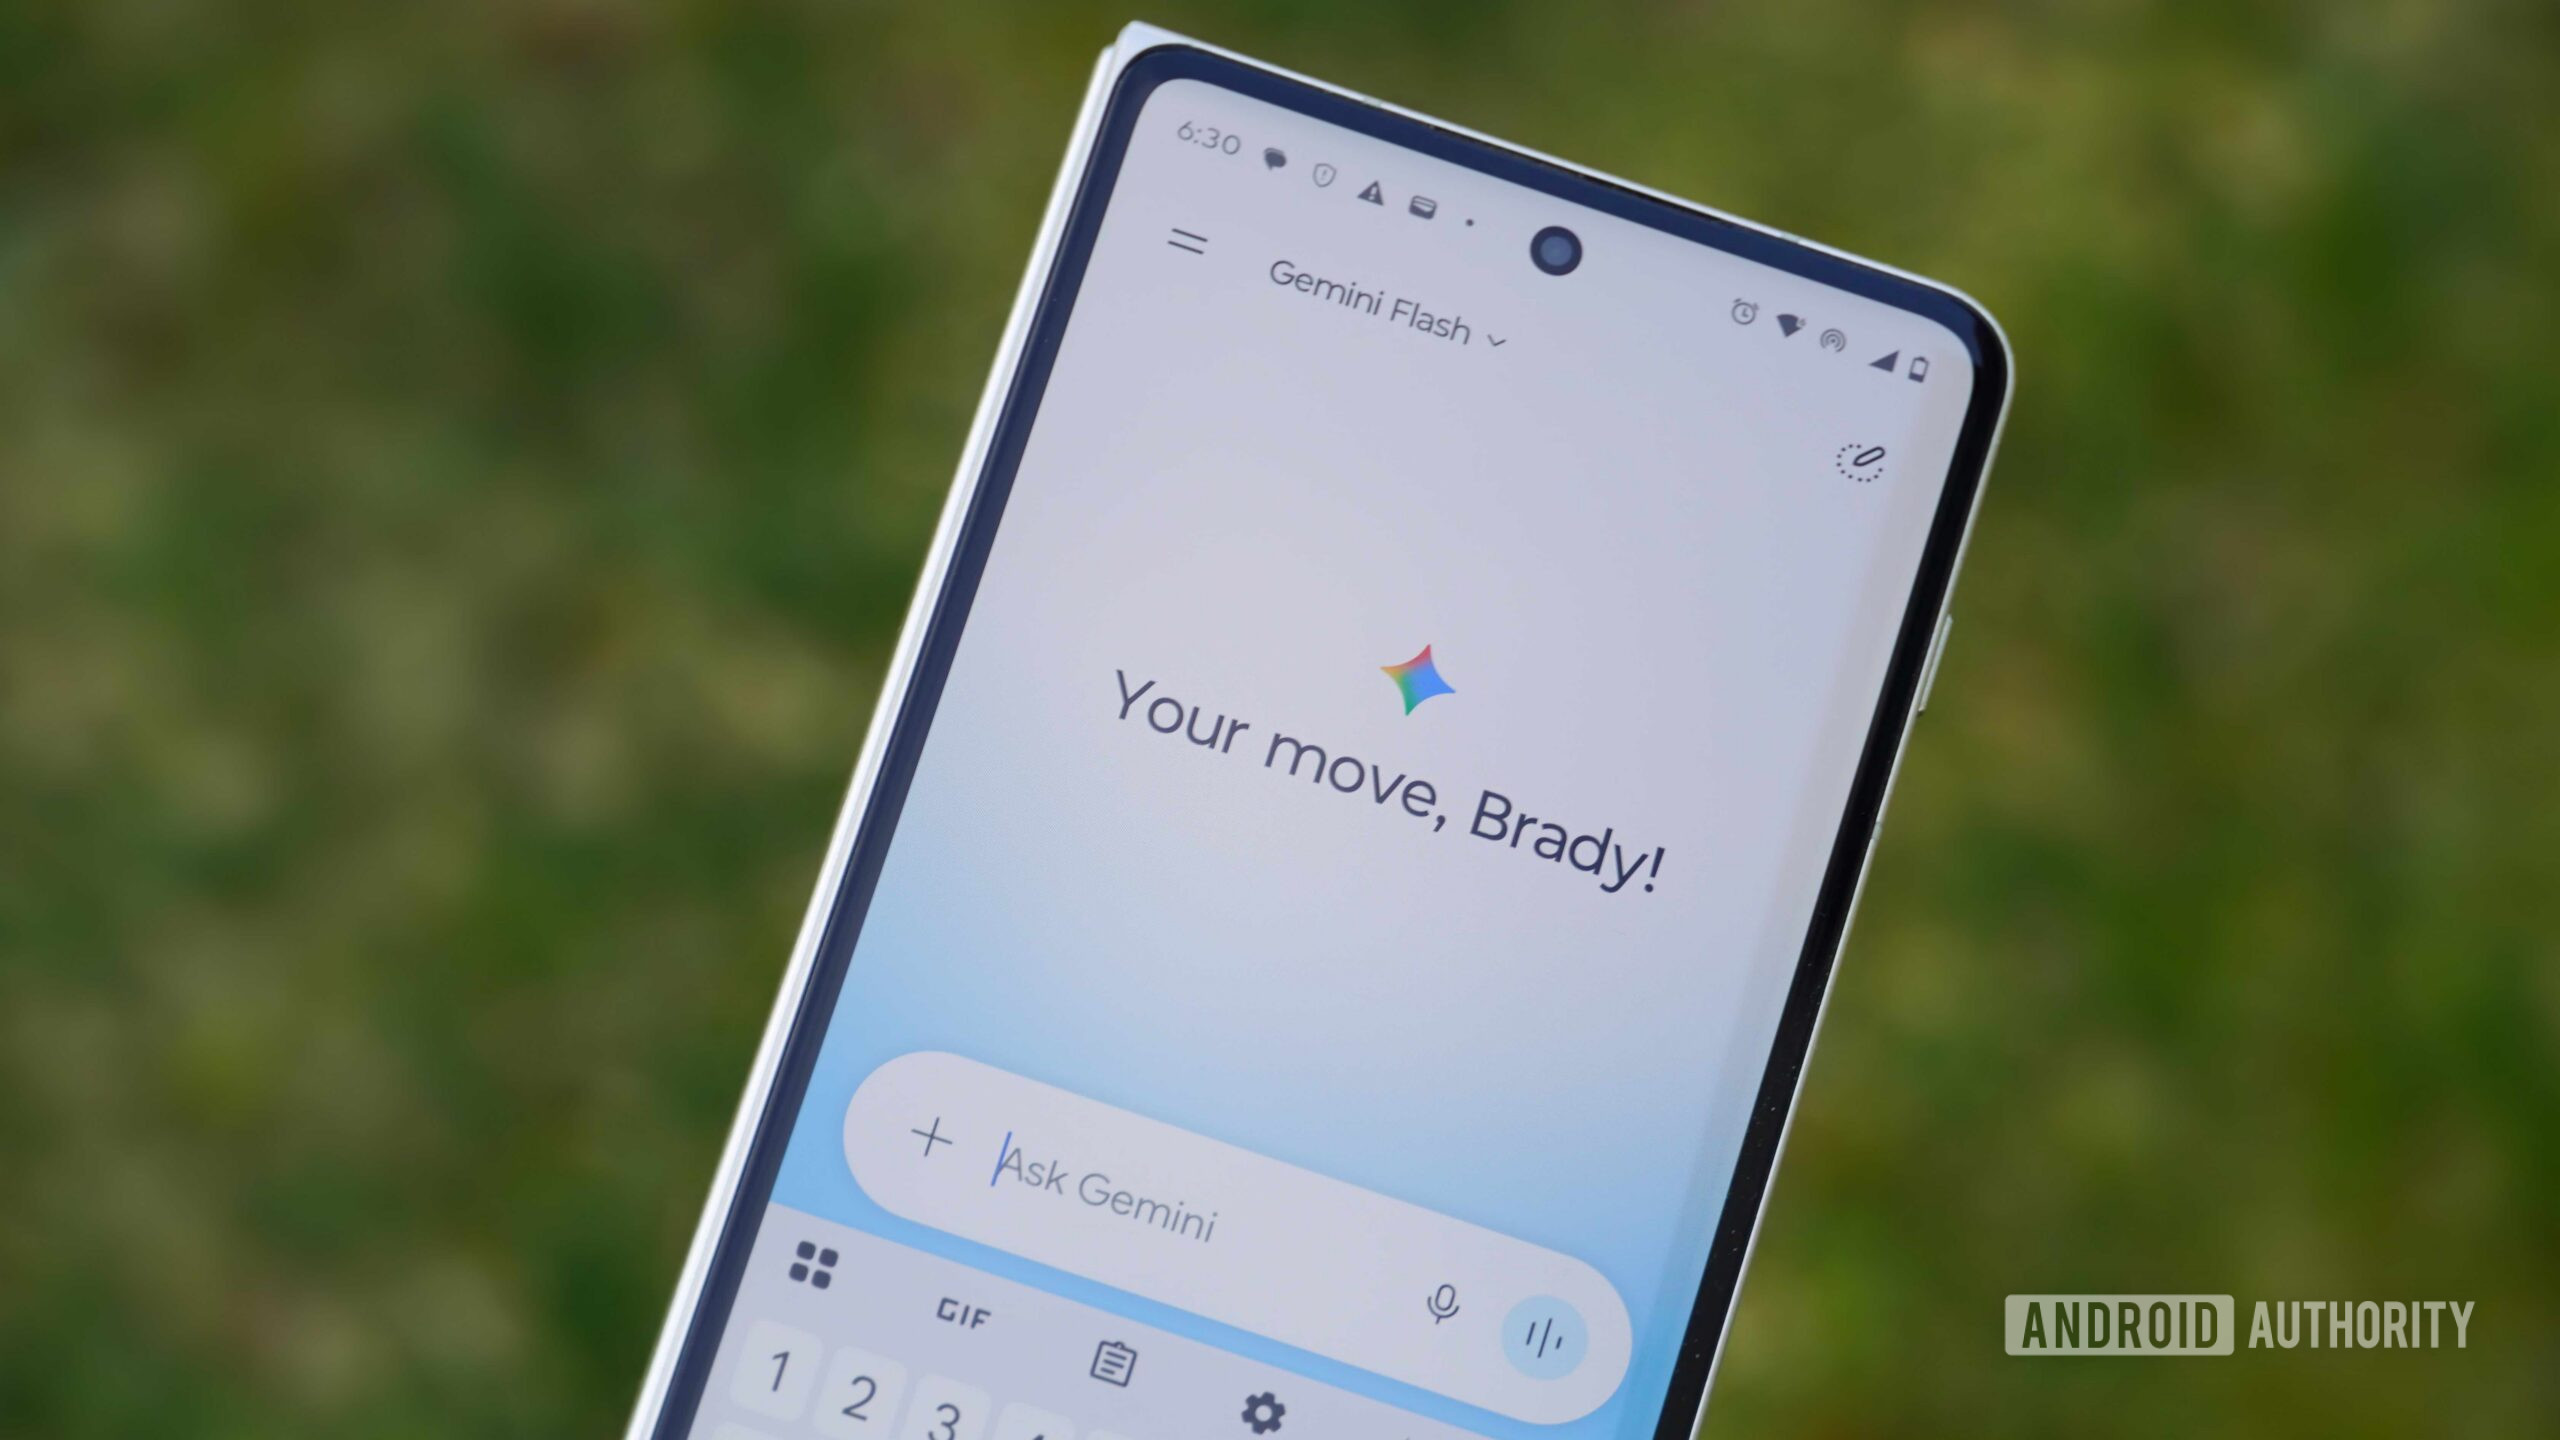 6:30
Gemini Flash
Your move, Brady!
Ask Gemini
GIF
1 2 3
ANDROID AUTHORITY